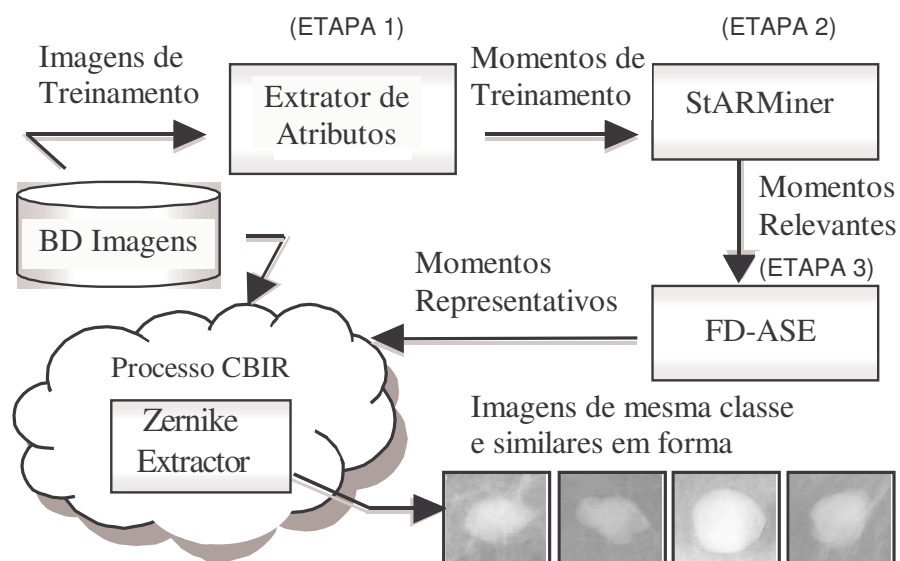 (ETAPA 1)
(ETAPA 2)
Imagens de
Treinamento
Extrator de
Atributos
Momentos de
Treinamento
StARMiner
Momentos
Relevantes
BD Imagens
(ETAPA 3)
Momentos
Representativos
FD-ASE
Processo CBIR
Zernike
Extractor
Imagens de mesma classe
e similares em forma